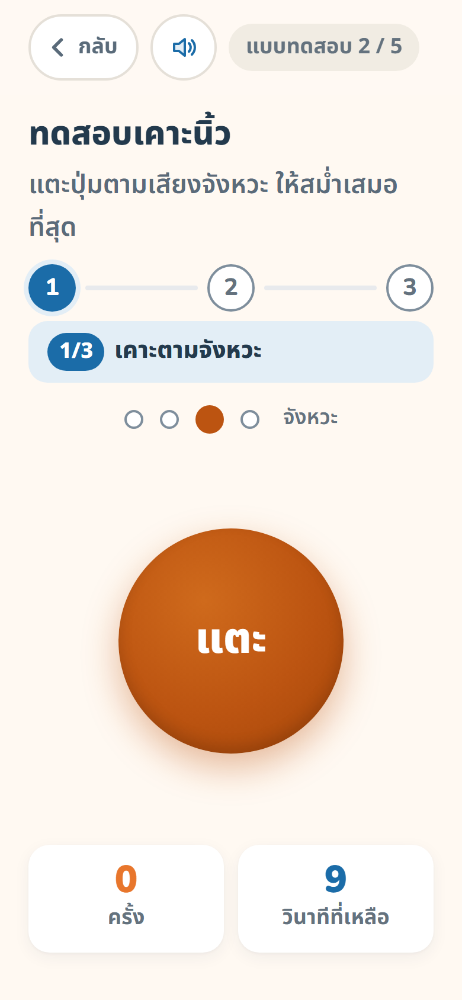 กลับ
แบบทดสอบ 2 / 5
ทดสอบเคาะนิ้ว
แตะปุ่มตามเสียงจังหวะ ให้สม่ำเสมอ
ที่สุด
1
2
3
1/3 เคาะตามจังหวะ
จังหวะ
แตะ
0
ครั้ง
9
วินาทีที่เหลือ